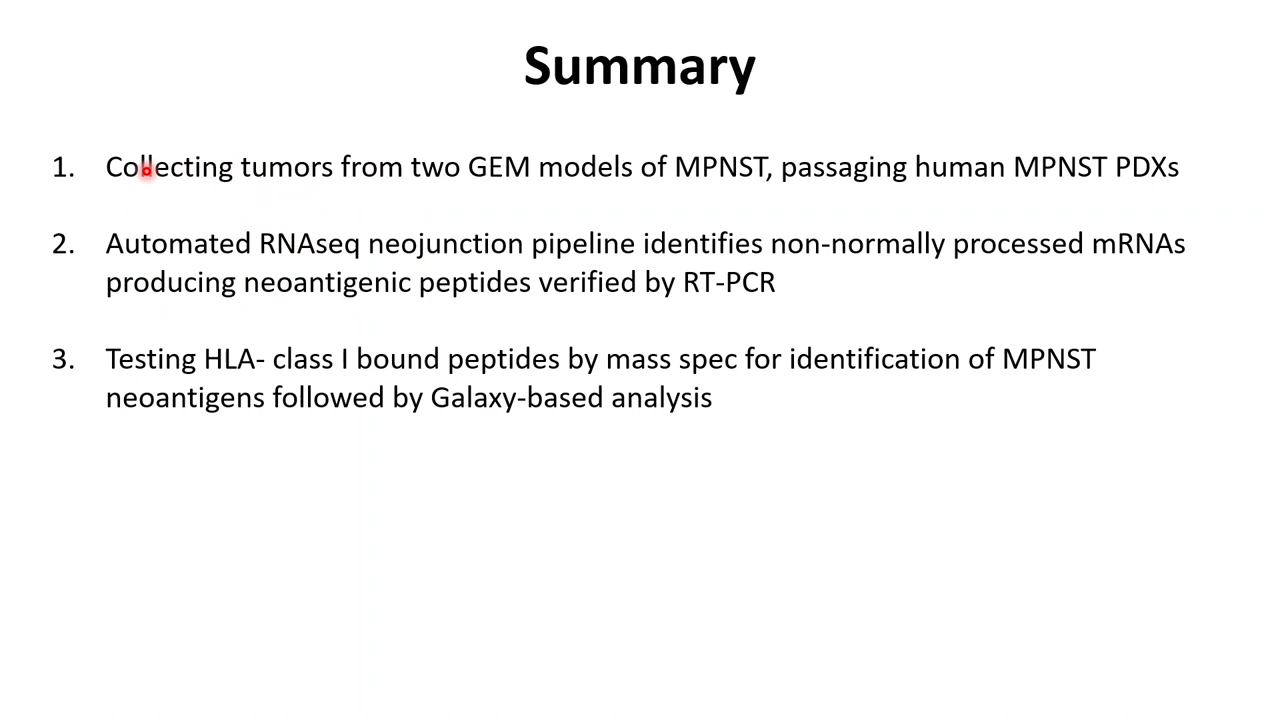 Summary
1. Collecting tumors from two GEM models of MPNST, passaging human MPNST PDXs
2. Automated RNAseq neojunction pipeline identifies non-normally processed mRNAs
producing neoantigenic peptides verified by RT-PCR
3. Testing HLA- class I bound peptides by mass spec for identification of MPNST
neoantigens followed by Galaxy-based analysis